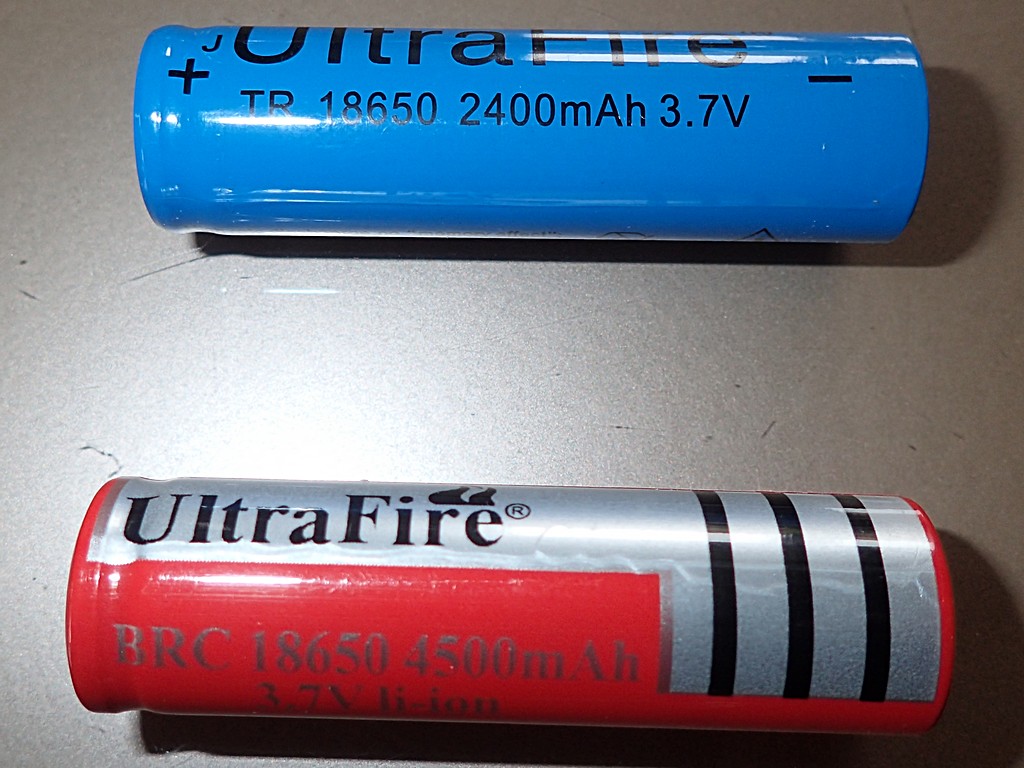 UltraFire
+ −
TR 18650 2400mAh 3.7V
UltraFire®
BRC 18650 4500mAh
3.7V li-ion